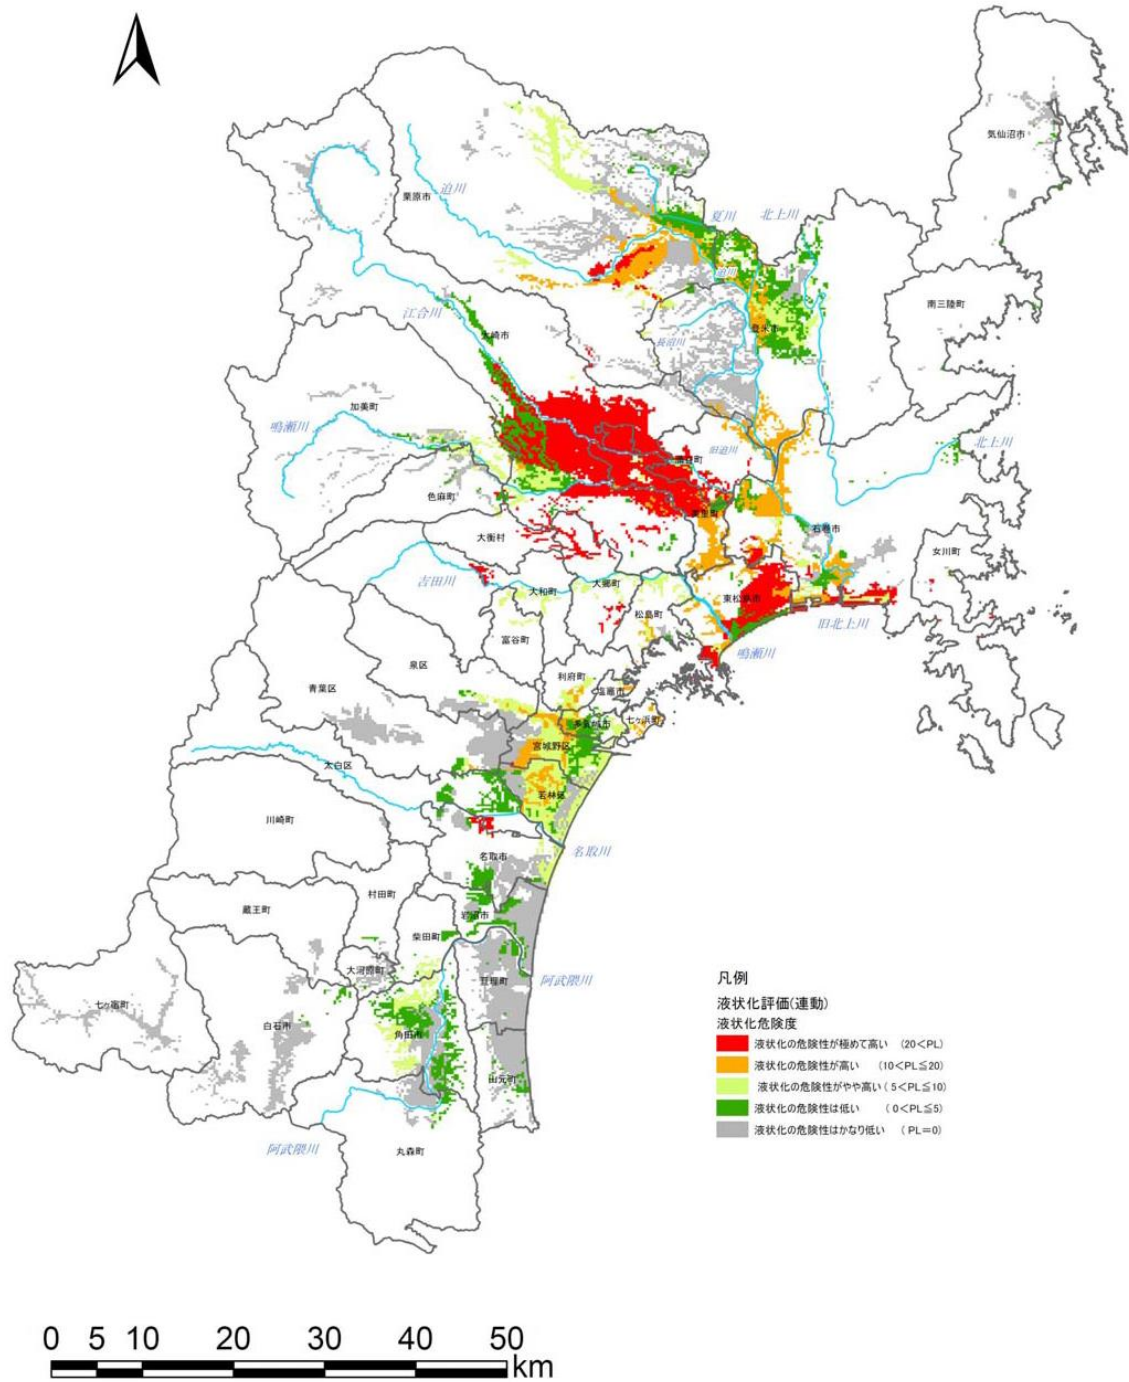 気仙沼市
栗原市
迫川
夏川
北上川
迫川
南三陸町
江合川
大崎市
登米市
長沼川
加美町
鳴瀬川
北上川
旧迫川
涌谷町
色麻町
美里町
石巻市
大衡村
女川町
吉田川
大和町
大郷町
東松島市
松島町
旧北上川
富谷町
鳴瀬川
泉区
利府町
青葉区
塩竈市
多賀城市
七ヶ浜町
宮城野区
太白区
若林区
川崎町
名取川
名取市
村田町
蔵王町
岩沼市
柴田町
大河原町
亘理町
阿武隈川
七ヶ宿町
白石市
角田市
山元町
阿武隈川
丸森町
凡例
液状化評価(連動)
液状化危険度
液状化の危険性が極めて高い (20<PL)
液状化の危険性が高い (10<PL≦20)
液状化の危険性がやや高い ( 5<PL≦10)
液状化の危険性は低い ( 0<PL≦5)
液状化の危険性はかなり低い ( PL=0)
0 5 10 20 30 40 50
km